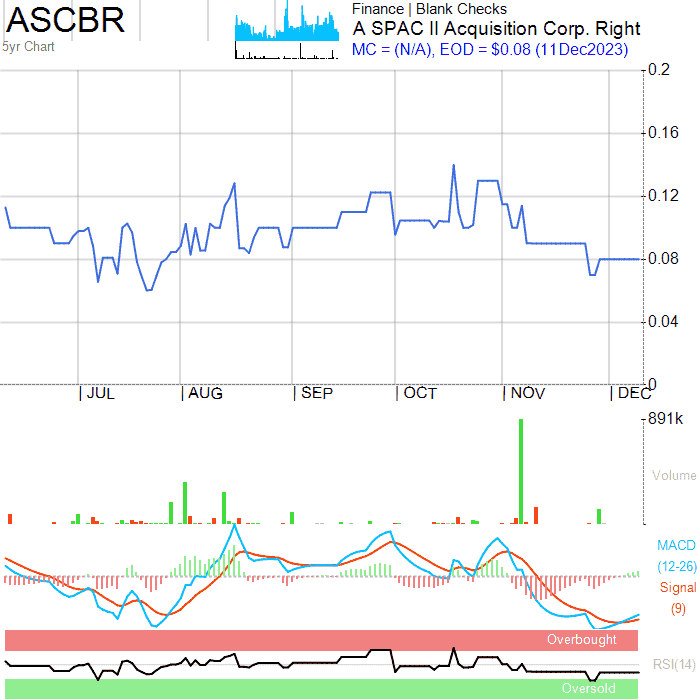 ASCBR
5yr Chart
Finance | Blank Checks
A SPAC II Acquisition Corp. Right
MC = (N/A), EOD = $0.08 (11Dec2023)
0.2
0.16
0.12
0.08
0.04
0
| JUL | AUG | SEP | OCT | NOV | DEC
891k
Volume
MACD
(12-26)
Signal
(9)
Overbought
RSI(14)
Oversold